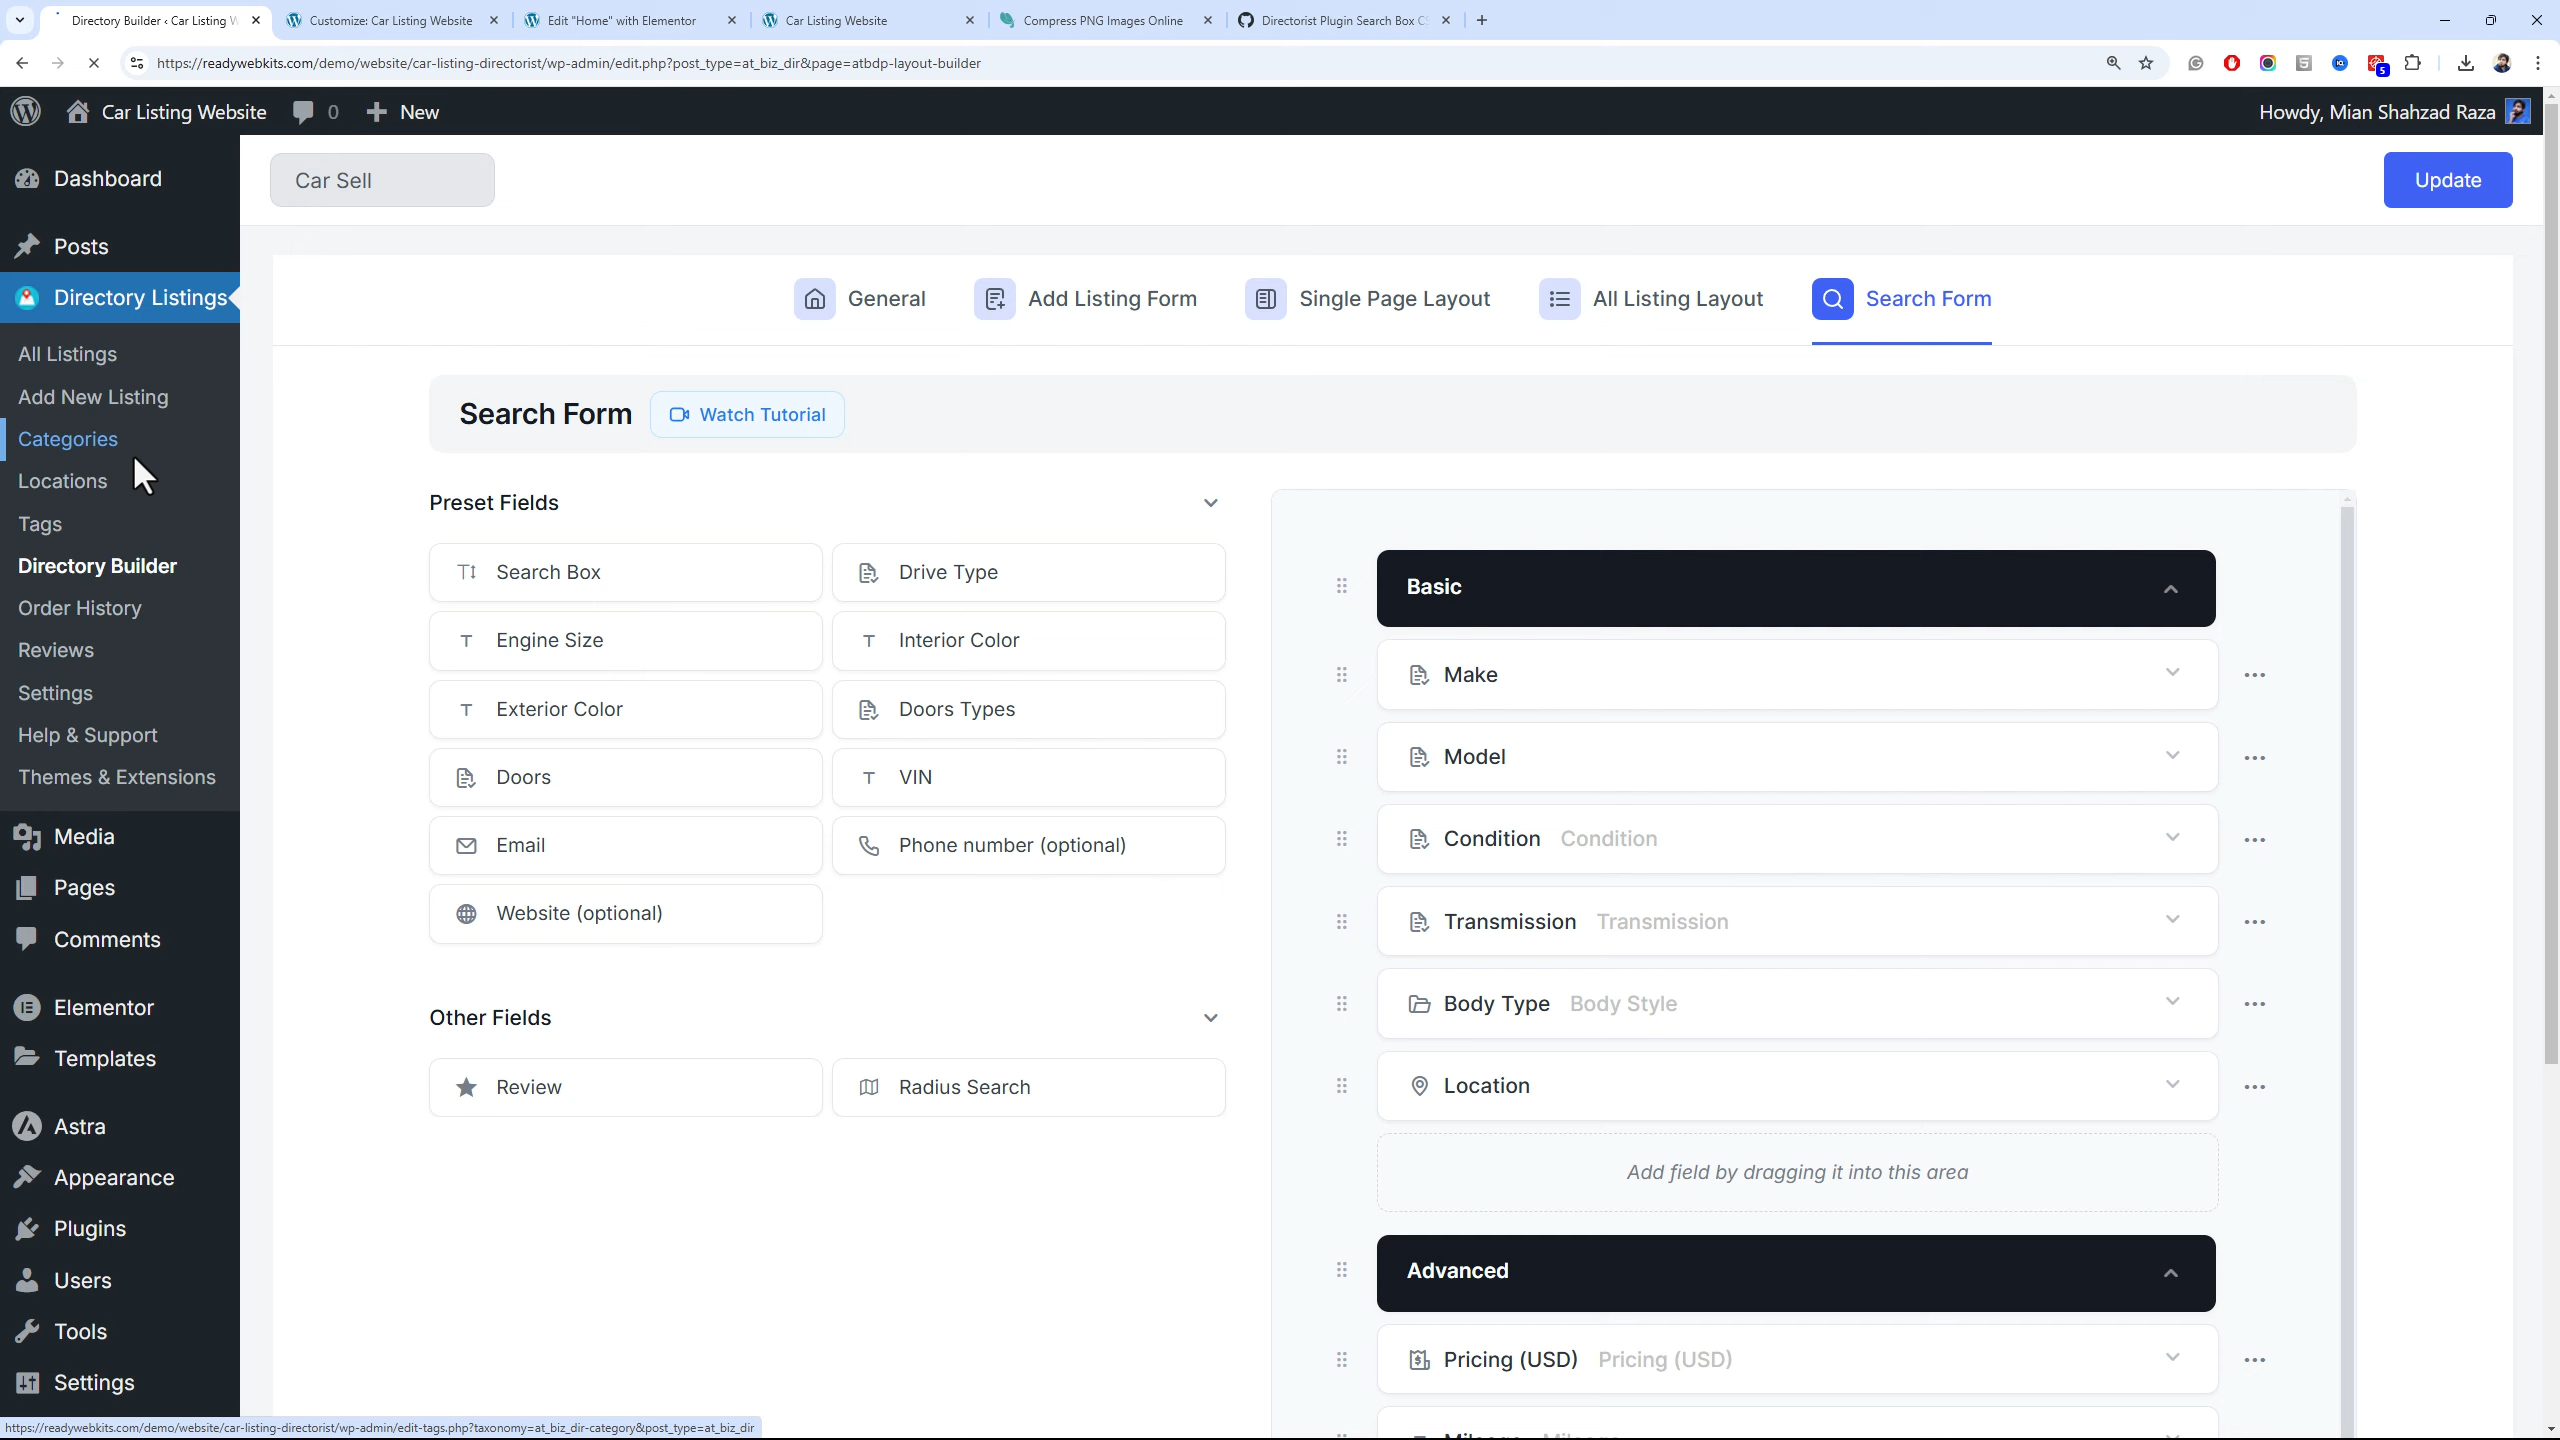 Directory Builder ‹ Car Listing W
Customize: Car Listing Website
Edit "Home" with Elementor
Car Listing Website
Compress PNG Images Online
Directorist Plugin Search Box CS
https://readywebkits.com/demo/website/car-listing-directorist/wp-admin/edit.php?post_type=at_biz_dir&page=atbdp-layout-builder
5
Car Listing Website
0
New
Howdy, Mian Shahzad Raza
Dashboard
Posts
Directory Listings
All Listings
Add New Listing
Categories
Locations
Tags
Directory Builder
Order History
Reviews
Settings
Help & Support
Themes & Extensions
Media
Pages
Comments
Elementor
Templates
Astra
Appearance
Plugins
Users
Tools
Settings
Car Sell
Update
General
Add Listing Form
Single Page Layout
All Listing Layout
Search Form
Search Form
Watch Tutorial
Preset Fields
Search Box
Drive Type
Engine Size
Interior Color
Exterior Color
Doors Types
Doors
VIN
Email
Phone number (optional)
Website (optional)
Other Fields
Review
Radius Search
Basic
Make
Model
Condition Condition
Transmission Transmission
Body Type Body Style
Location
Add field by dragging it into this area
Advanced
Pricing (USD) Pricing (USD)
https://readywebkits.com/demo/website/car-listing-directorist/wp-admin/edit-tags.php?taxonomy=at_biz_dir-category&post_type=at_biz_dir